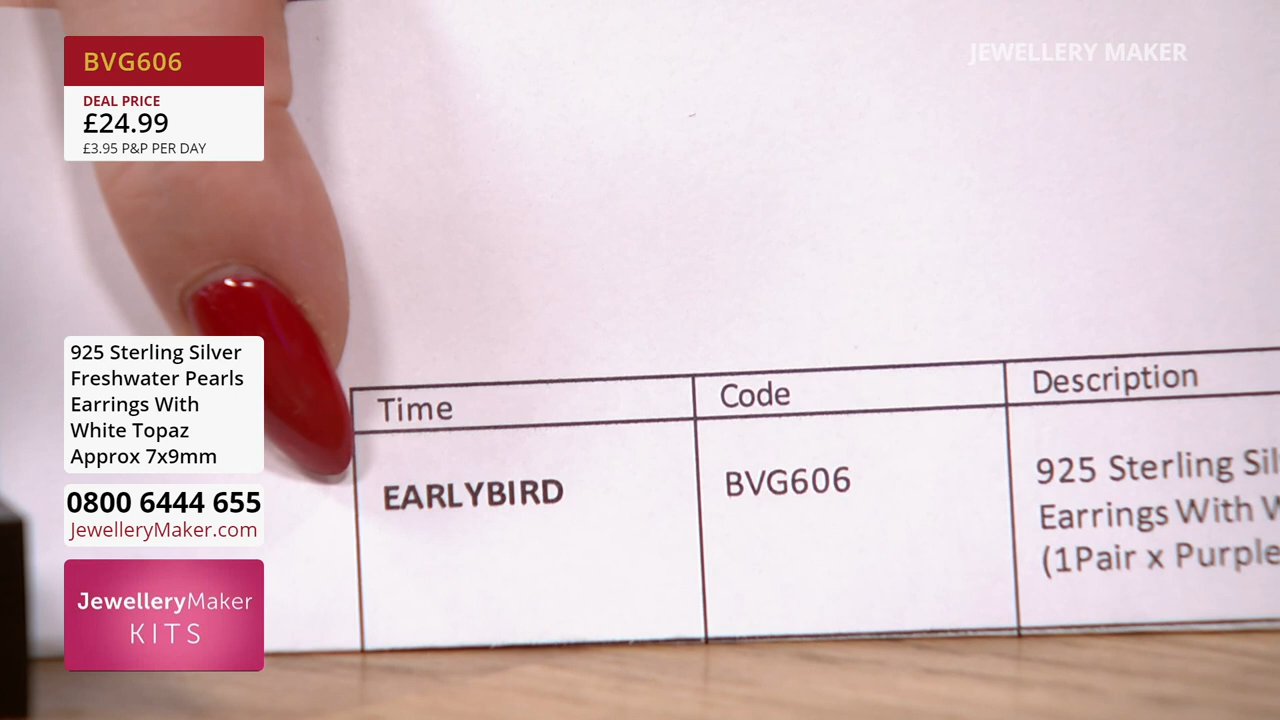 BVG606
DEAL PRICE
£24.99
£3.95 P&P PER DAY
JEWELLERY MAKER
925 Sterling Silver
Freshwater Pearls
Earrings With
White Topaz
Approx 7x9mm
0800 6444 655
JewelleryMaker.com
JewelleryMaker
KITS
Time Code Description
EARLYBIRD BVG606 925 Sterling Sil
Earrings With W
(1Pair x Purple